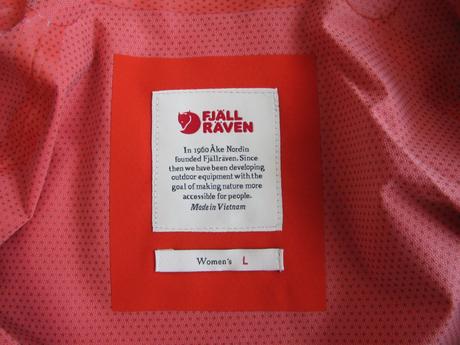 FJÄLL
RÄVEN
In 1960 Åke Nordin
founded Fjällräven. Since
then we have been developing
outdoor equipment with the
goal of making nature more
accessible for people.
Made in Vietnam
Women's L